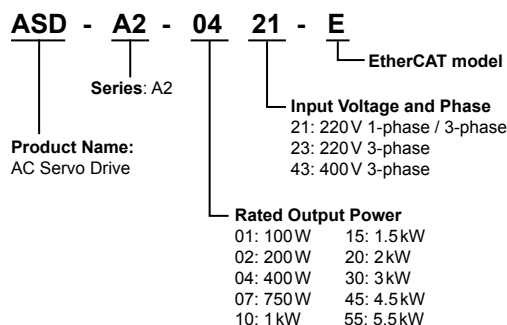 ASD - A2 - 04 21 - E
EtherCAT model
Series: A2
Input Voltage and Phase
21: 220V 1-phase / 3-phase
23: 220V 3-phase
43: 400V 3-phase
Product Name:
AC Servo Drive
Rated Output Power
01: 100W 15: 1.5kW
02: 200W 20: 2kW
04: 400W 30: 3kW
07: 750W 45: 4.5kW
10: 1kW 55: 5.5kW